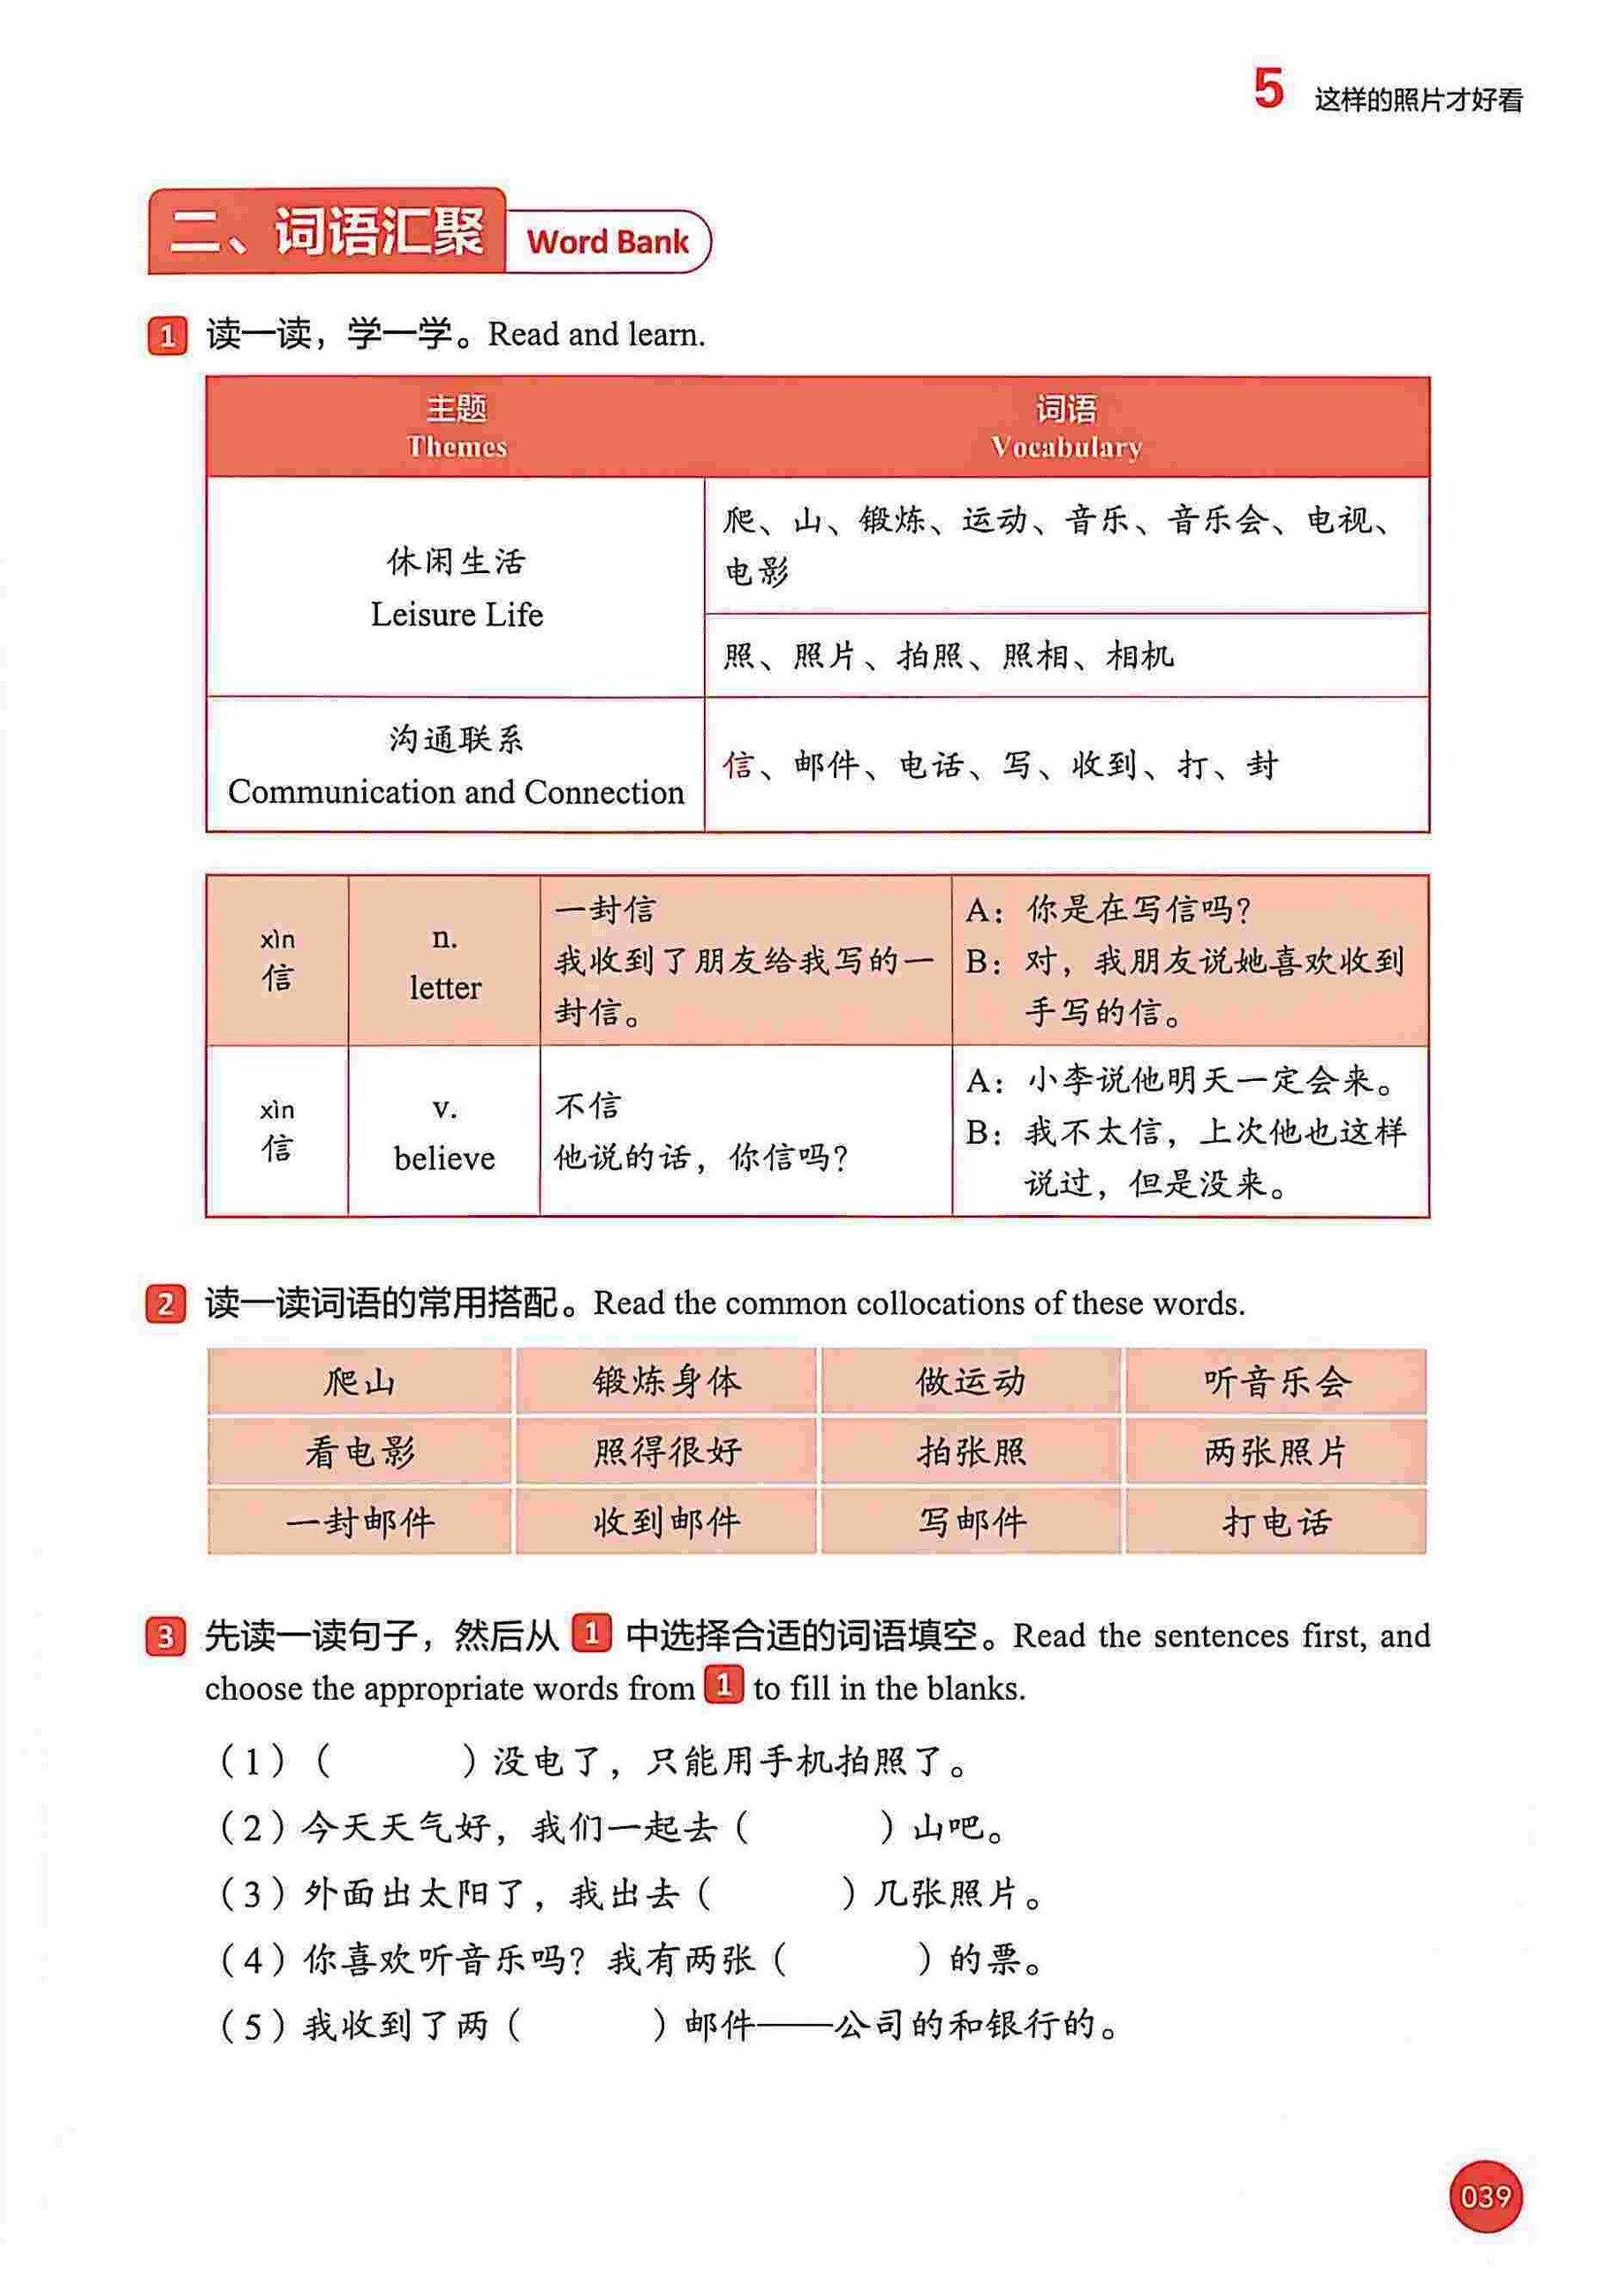 5 这样的照片才好看
二、词语汇聚 Word Bank
1 读一读，学一学。Read and learn.
主题
Themes
词语
Vocabulary
休闲生活
Leisure Life
爬、山、锻炼、运动、音乐、音乐会、电视、
电影
照、照片、拍照、照相、相机
沟通联系
Communication and Connection
信、邮件、电话、写、收到、打、封
xìn
信
n.
letter
一封信
我收到了朋友给我写的一
封信。
A：你是在写信吗？
B：对，我朋友说她喜欢收到
手写的信。
xìn
信
v.
believe
不信
他说的话，你信吗？
A：小李说他明天一定会来。
B：我不太信，上次他也这样
说过，但是没来。
2 读一读词语的常用搭配。Read the common collocations of these words.
爬山 锻炼身体 做运动 听音乐会
看电影 照得很好 拍张照 两张照片
一封邮件 收到邮件 写邮件 打电话
3 先读一读句子，然后从 1 中选择合适的词语填空。Read the sentences first, and
choose the appropriate words from 1 to fill in the blanks.
（1）（ ）没电了，只能用手机拍照了。
（2）今天天气好，我们一起去（ ）山吧。
（3）外面出太阳了，我出去（ ）几张照片。
（4）你喜欢听音乐吗？我有两张（ ）的票。
（5）我收到了两（ ）邮件——公司的和银行的。
039